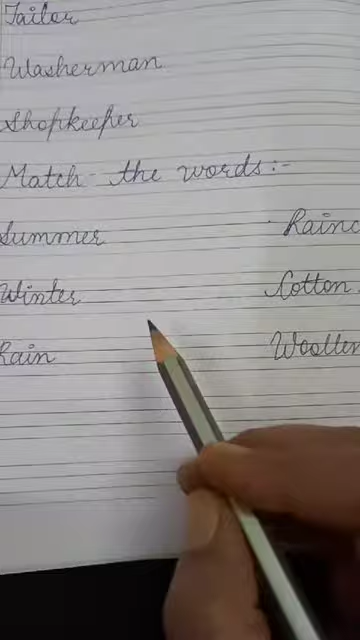 Tailor
Washerman
Shopkeeper
Match the words:-
Summer
Winter Cotton
Rain